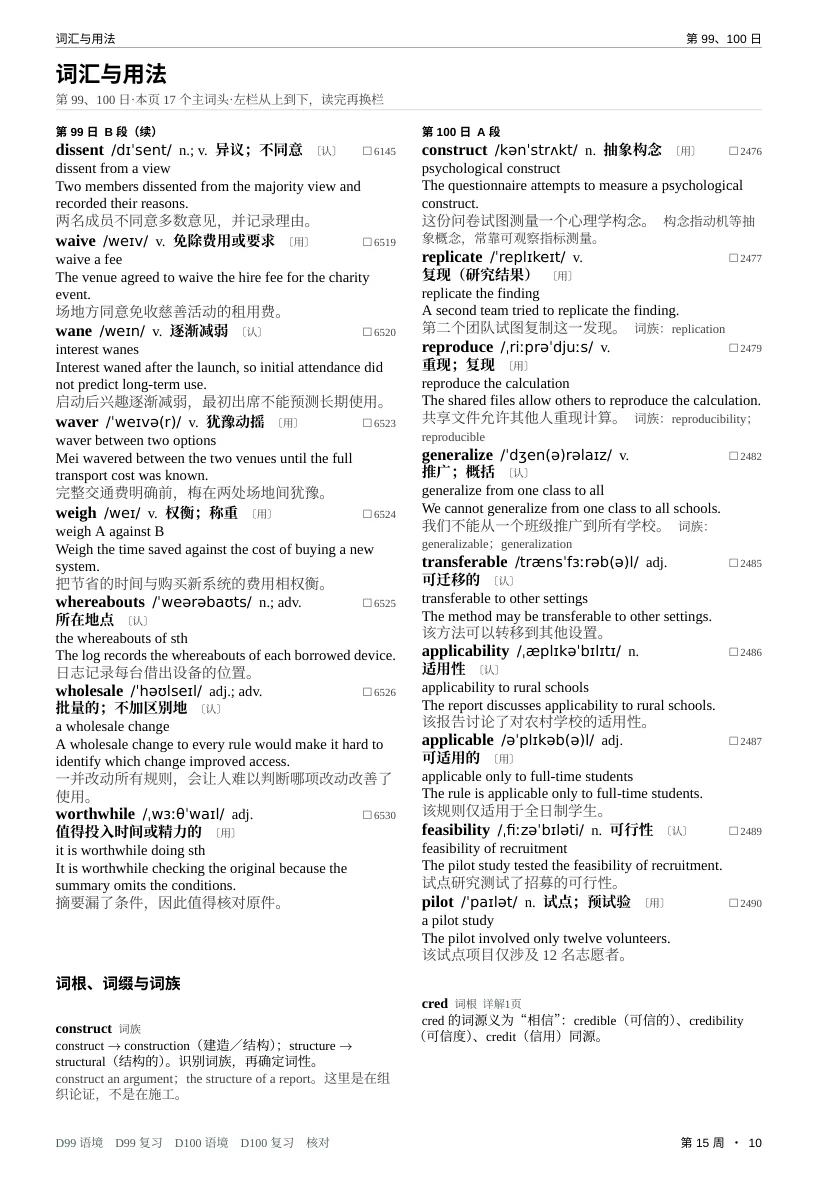 词汇与用法
第 99、100 日
词汇与用法
第 99、100 日·本页 17 个主词头·左栏从上到下，读完再换栏
第 99 日 B 段（续）
dissent /dɪˈsent/ n.; v. 异议；不同意 〔认〕 □6145
dissent from a view
Two members dissented from the majority view and
recorded their reasons.
两名成员不同意多数意见，并记录理由。
waive /weɪv/ v. 免除费用或要求 〔用〕 □6519
waive a fee
The venue agreed to waive the hire fee for the charity
event.
场地方同意免收慈善活动的租用费。
wane /weɪn/ v. 逐渐减弱 〔认〕 □6520
interest wanes
Interest waned after the launch, so initial attendance did
not predict long-term use.
启动后兴趣逐渐减弱，最初出席不能预测长期使用。
waver /ˈweɪvə(r)/ v. 犹豫动摇 〔用〕 □6523
waver between two options
Mei wavered between the two venues until the full
transport cost was known.
完整交通费明确前，梅在两处场地间犹豫。
weigh /weɪ/ v. 权衡；称重 〔用〕 □6524
weigh A against B
Weigh the time saved against the cost of buying a new
system.
把节省的时间与购买新系统的费用相权衡。
whereabouts /ˈweərəbaʊts/ n.; adv. □6525
所在地点 〔认〕
the whereabouts of sth
The log records the whereabouts of each borrowed device.
日志记录每台借出设备的位置。
wholesale /ˈhəʊlseɪl/ adj.; adv. □6526
批量的；不加区别地 〔认〕
a wholesale change
A wholesale change to every rule would make it hard to
identify which change improved access.
一并改动所有规则，会让人难以判断哪项改动改善了
使用。
worthwhile /ˌwɜːθˈwaɪl/ adj. □6530
值得投入时间或精力的 〔用〕
it is worthwhile doing sth
It is worthwhile checking the original because the
summary omits the conditions.
摘要漏了条件，因此值得核对原件。
第 100 日 A 段
construct /kənˈstrʌkt/ n. 抽象构念 〔用〕 □2476
psychological construct
The questionnaire attempts to measure a psychological
construct.
这份问卷试图测量一个心理学构念。 构念指动机等抽
象概念，常靠可观察指标测量。
replicate /ˈreplɪkeɪt/ v. □2477
复现（研究结果） 〔用〕
replicate the finding
A second team tried to replicate the finding.
第二个团队试图复制这一发现。 词族：replication
reproduce /ˌriːprəˈdjuːs/ v. □2479
重现；复现 〔用〕
reproduce the calculation
The shared files allow others to reproduce the calculation.
共享文件允许其他人重现计算。 词族：reproducibility；
reproducible
generalize /ˈdʒen(ə)rəlaɪz/ v. □2482
推广；概括 〔认〕
generalize from one class to all
We cannot generalize from one class to all schools.
我们不能从一个班级推广到所有学校。 词族：
generalizable；generalization
transferable /trænsˈfɜːrəb(ə)l/ adj. □2485
可迁移的 〔认〕
transferable to other settings
The method may be transferable to other settings.
该方法可以转移到其他设置。
applicability /ˌæplɪkəˈbɪlɪtɪ/ n. □2486
适用性 〔认〕
applicability to rural schools
The report discusses applicability to rural schools.
该报告讨论了对农村学校的适用性。
applicable /əˈplɪkəb(ə)l/ adj. □2487
可适用的 〔用〕
applicable only to full-time students
The rule is applicable only to full-time students.
该规则仅适用于全日制学生。
feasibility /ˌfiːzəˈbɪləti/ n. 可行性 〔认〕 □2489
feasibility of recruitment
The pilot study tested the feasibility of recruitment.
试点研究测试了招募的可行性。
pilot /ˈpaɪlət/ n. 试点；预试验 〔用〕 □2490
a pilot study
The pilot involved only twelve volunteers.
该试点项目仅涉及 12 名志愿者。
词根、词缀与词族
construct 词族
construct → construction（建造／结构）；structure →
structural（结构的）。识别词族，再确定词性。
construct an argument；the structure of a report。这里是在组
织论证，不是在施工。
cred 词根 详解1页
cred 的词源义为“相信”：credible（可信的）、credibility
（可信度）、credit（信用）同源。
D99 语境 D99 复习 D100 语境 D100 复习 核对
第 15 周 · 10